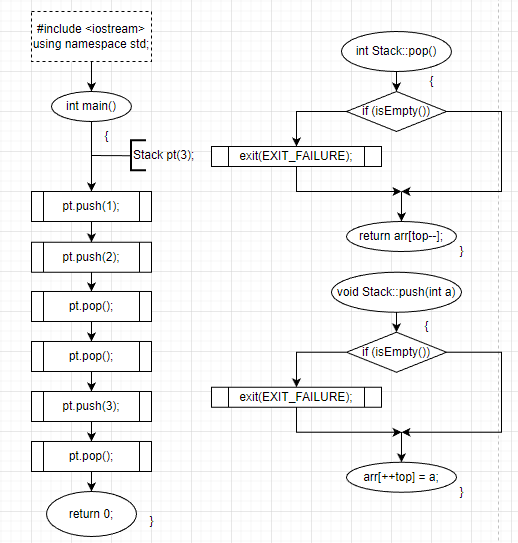 #include <iostream>
using namespace std;
int main()
{
Stack pt(3);
pt.push(1);
pt.push(2);
pt.pop();
pt.pop();
pt.push(3);
pt.pop();
return 0;
}
int Stack::pop()
{
if (isEmpty())
exit(EXIT_FAILURE);
return arr[top--];
}
void Stack::push(int a)
{
if (isEmpty())
exit(EXIT_FAILURE);
arr[++top] = a;
}